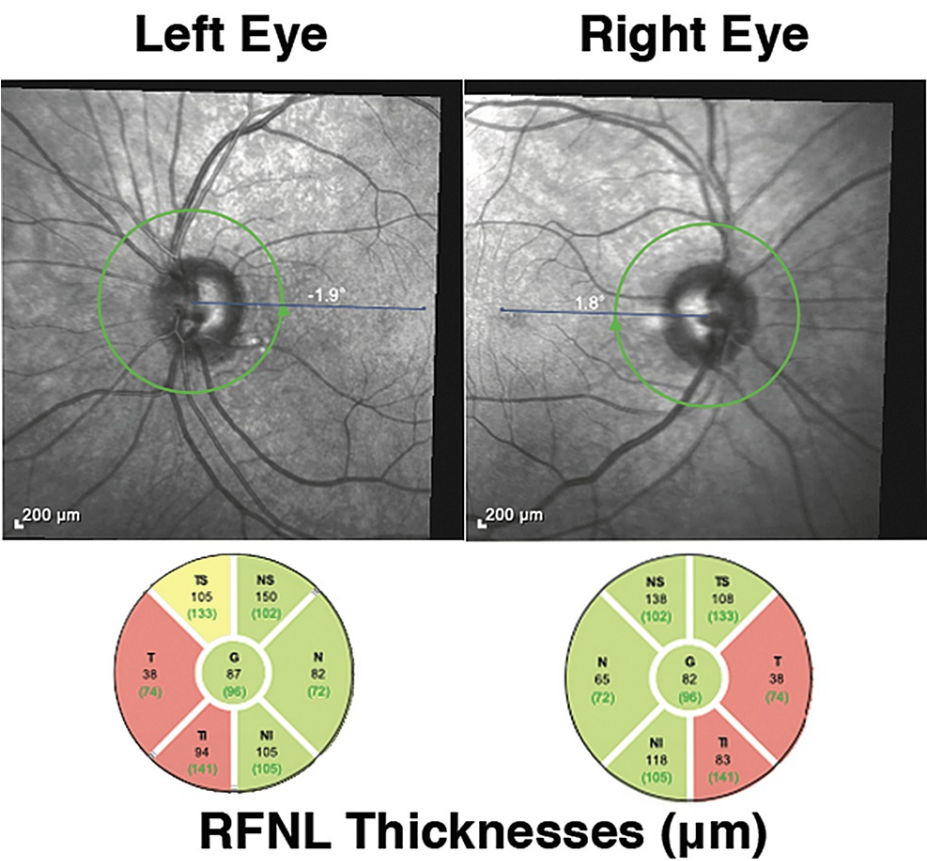 Left Eye
Right Eye
-1.9°
1.8°
200 µm
200 µm
TS
105
(133)
NS
150
(102)
T
38
(74)
G
87
(96)
N
82
(72)
TI
94
(141)
NI
105
(105)
NS
138
(102)
TS
108
(133)
N
65
(72)
G
82
(96)
T
38
(74)
NI
118
(105)
TI
83
(141)
RFNL Thicknesses (µm)